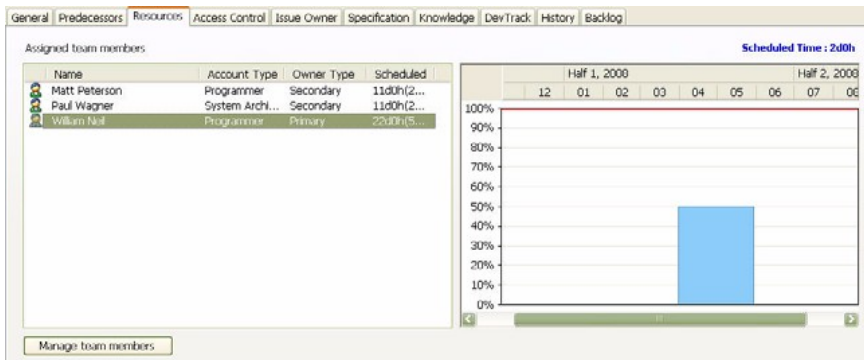 General Predecessors Resources Access Control Issue Owner Specification Knowledge DevTrack History Backlog
Assigned team members
Scheduled Time : 2d0h
Name Account Type Owner Type Scheduled
Matt Peterson Programmer Secondary 11d0h(2...
Paul Wagner System Archi... Secondary 11d0h(2...
William Neil Programmer Primary 22d0h(5...
Half 1, 2008 Half 2, 2008
12 01 02 03 04 05 06 07 08
100%
90%
80%
70%
60%
50%
40%
30%
20%
10%
0%
Manage team members